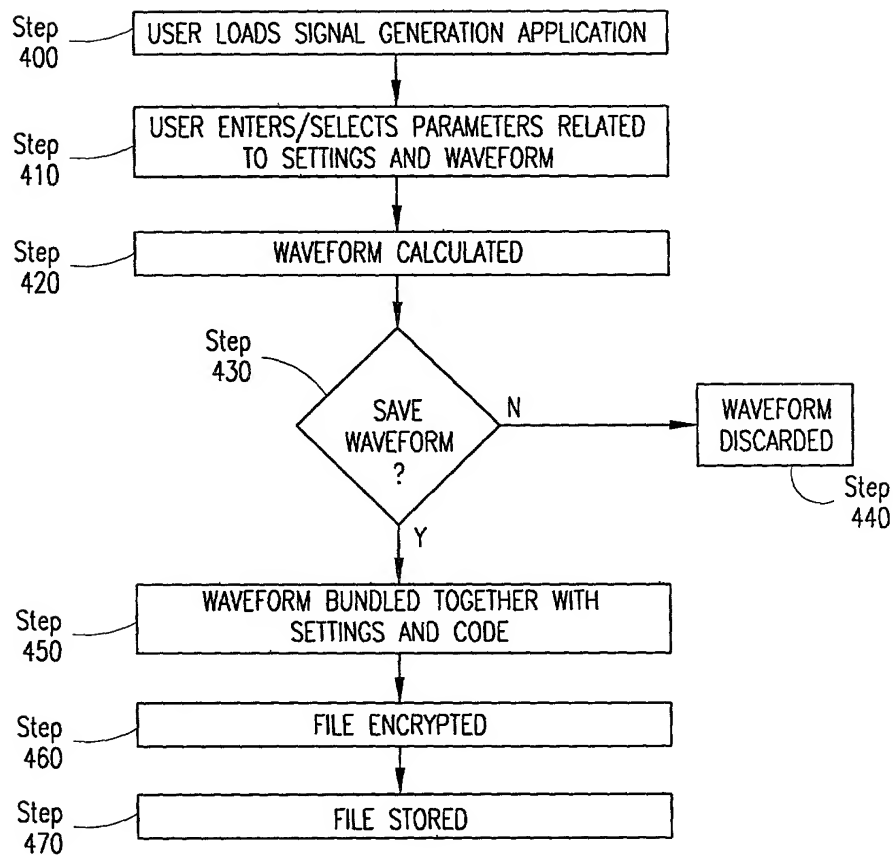 Step
400
USER LOADS SIGNAL GENERATION APPLICATION
Step
410
USER ENTERS/SELECTS PARAMETERS RELATED
TO SETTINGS AND WAVEFORM
Step
420
WAVEFORM CALCULATED
Step
430
SAVE
WAVEFORM
?
N
WAVEFORM
DISCARDED
Step
440
Y
Step
450
WAVEFORM BUNDLED TOGETHER WITH
SETTINGS AND CODE
Step
460
FILE ENCRYPTED
Step
470
FILE STORED